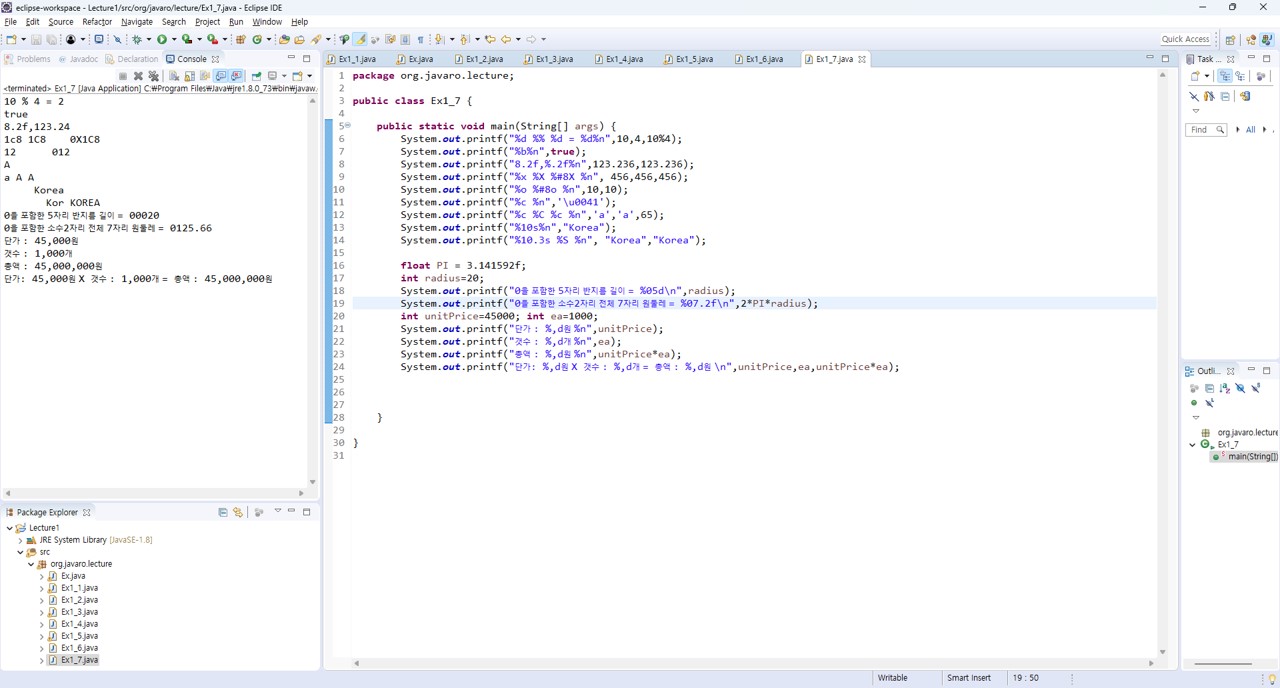 eclipse-workspace - Lecture1/src/org/javaro/lecture/Ex1_7.java - Eclipse IDE
File Edit Source Refactor Navigate Search Project Run Window Help
Quick Access
Problems Javadoc Declaration Console
<terminated> Ex1_7 [Java Application] C:₩Program Files₩Java₩jre1.8.0_73₩bin₩javaw.
10 % 4 = 2
true
8.2f,123.24
1c8 1C8    0X1C8
12      012
A
a A A
     Korea
       Kor KOREA
0을 포함한 5자리 반지름 길이 = 00020
0을 포함한 소수2자리 전체 7자리 원둘레 = 0125.66
단가 : 45,000원
갯수 : 1,000개
총액 : 45,000,000원
단가: 45,000원 X 갯수 : 1,000개 = 총액 : 45,000,000원
Package Explorer
Lecture1
JRE System Library [JavaSE-1.8]
src
org.javaro.lecture
Ex.java
Ex1_1.java
Ex1_2.java
Ex1_3.java
Ex1_4.java
Ex1_5.java
Ex1_6.java
Ex1_7.java
Ex1_1.java Ex.java Ex1_2.java Ex1_3.java Ex1_4.java Ex1_5.java Ex1_6.java Ex1_7.java
1 package org.javaro.lecture;
2
3 public class Ex1_7 {
4
5     public static void main(String[] args) {
6         System.out.printf("%d %% %d = %d%n",10,4,10%4);
7         System.out.printf("%b%n",true);
8         System.out.printf("8.2f,%.2f%n",123.236,123.236);
9         System.out.printf("%x %X %#8X %n", 456,456,456);
10         System.out.printf("%o %#8o %n",10,10);
11         System.out.printf("%c %n",'\u0041');
12         System.out.printf("%c %C %c %n",'a','a',65);
13         System.out.printf("%10s%n","Korea");
14         System.out.printf("%10.3s %S %n", "Korea","Korea");
15
16         float PI = 3.141592f;
17         int radius=20;
18         System.out.printf("0을 포함한 5자리 반지름 길이 = %05d\n",radius);
19         System.out.printf("0을 포함한 소수2자리 전체 7자리 원둘레 = %07.2f\n",2*PI*radius);
20         int unitPrice=45000; int ea=1000;
21         System.out.printf("단가 : %,d원 %n",unitPrice);
22         System.out.printf("갯수 : %,d개 %n",ea);
23         System.out.printf("총액 : %,d원 %n",unitPrice*ea);
24         System.out.printf("단가: %,d원 X 갯수 : %,d개 = 총액 : %,d원 \n",unitPrice,ea,unitPrice*ea);
25
26
27
28     }
29
30 }
31
Task ...
Find All
Outli...
org.javaro.lecture
Ex1_7
main(String[])
Writable Smart Insert 19 : 50